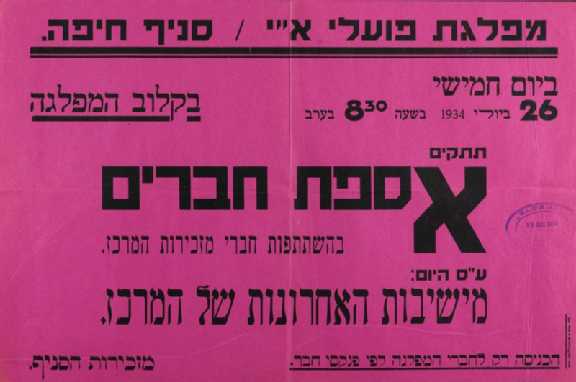 מפלגת פועלי א״י / סניף חיפה.
ביום חמישי
26 ביולי 1934 בשעה 8³⁰ בערב
בקלוב המפלגה
תתקים
אספת חברים
בהשתתפות חברי מזכירות המרכז.
ע״ס היום:
מישיבות האחרונות של המרכז.
הכניסה רק לחברי המפלגה לפי פנקסי חבר.
מזכירות הסניף.